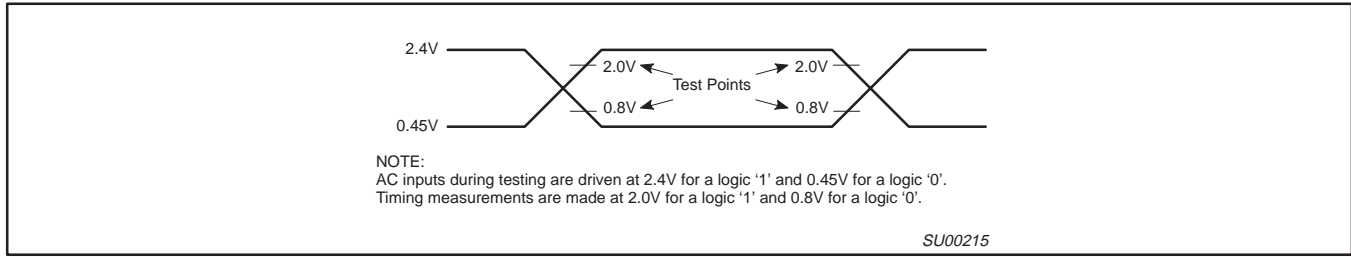 2.4V
2.0V
2.0V
Test Points
0.8V
0.8V
0.45V
NOTE:
AC inputs during testing are driven at 2.4V for a logic ‘1’ and 0.45V for a logic ‘0’.
Timing measurements are made at 2.0V for a logic ‘1’ and 0.8V for a logic ‘0’.
SU00215